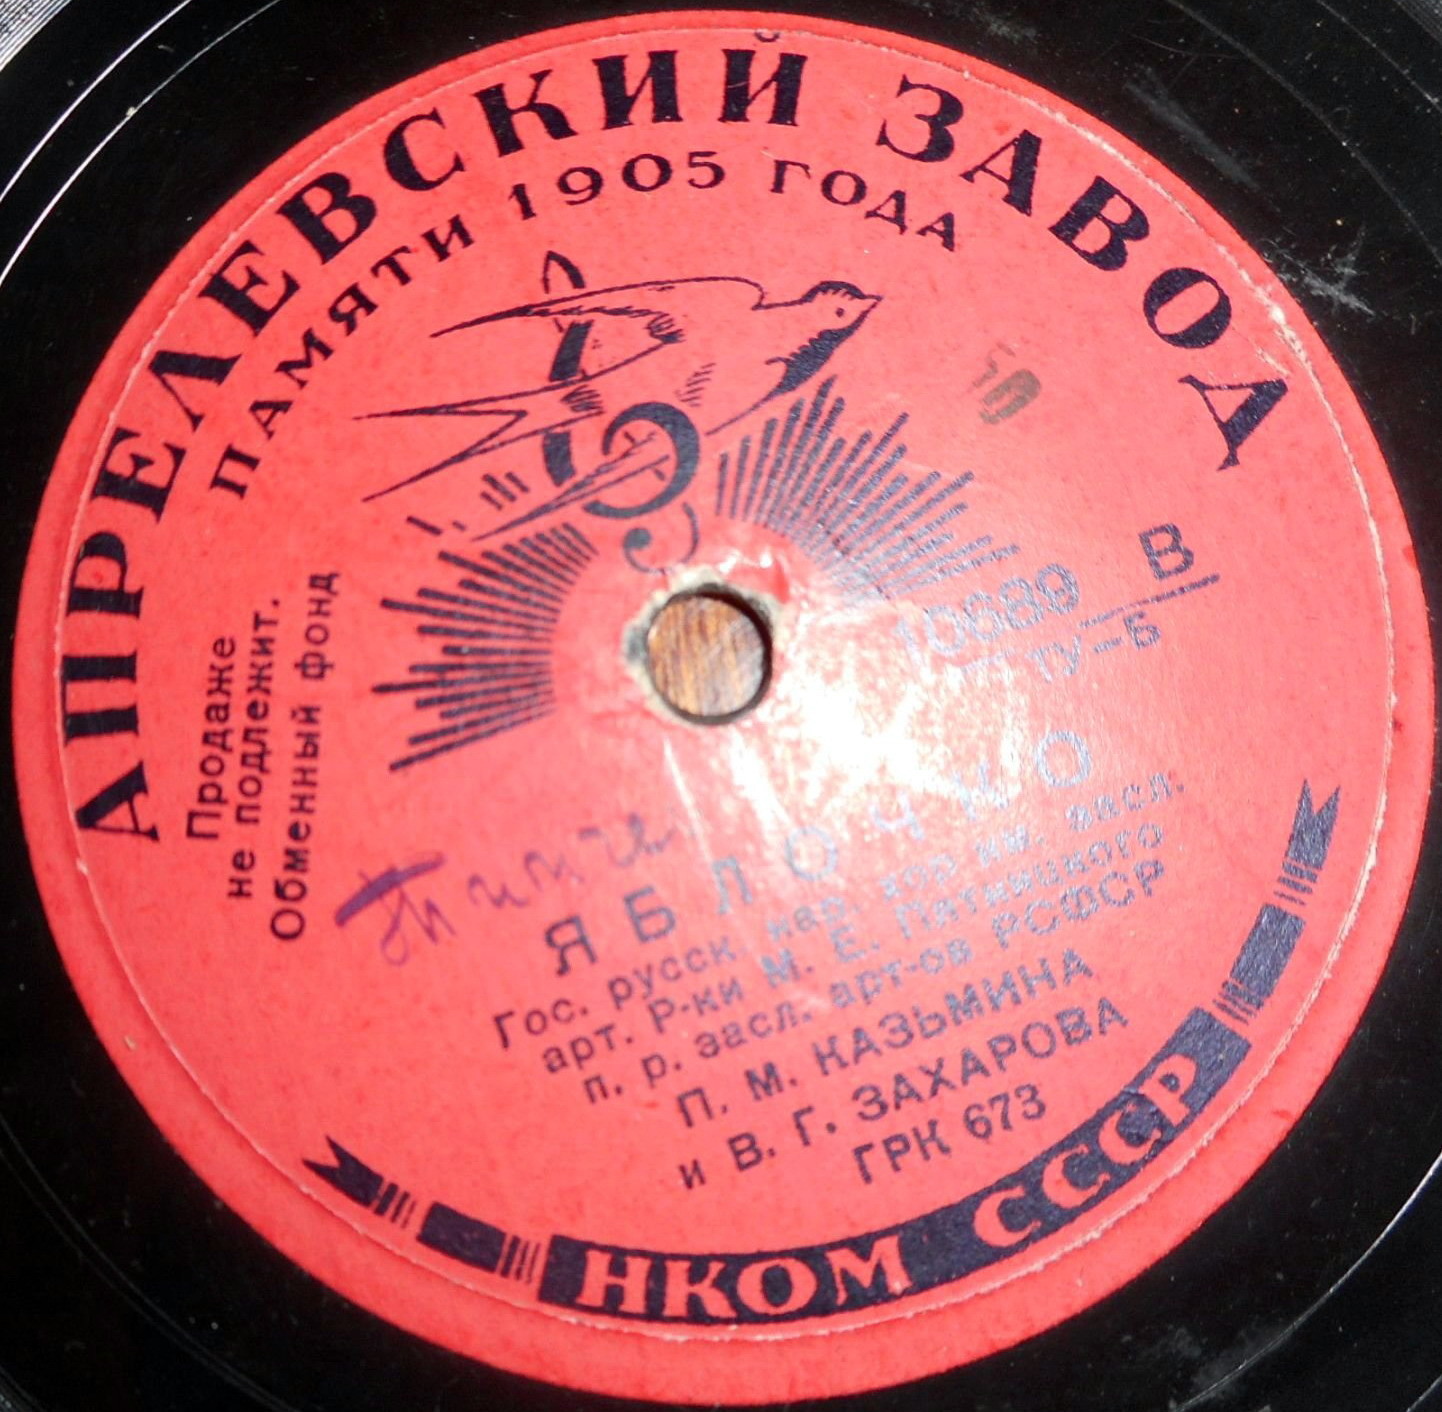 АПРЕЛЕВСКИЙ ЗАВОД
ПАМЯТИ 1905 ГОДА
Продаже
не подлежит.
Обменный фонд
10689 В
ТУ—Б
ЯБЛОЧКО
Гос. русск. нар. хор им. засл.
арт. Р-ки М. Е. Пятницкого
п. р. засл. арт-ов РСФСР
П. М. КАЗЬМИНА
и В. Г. ЗАХАРОВА
ГРК 673
НКОМ СССР